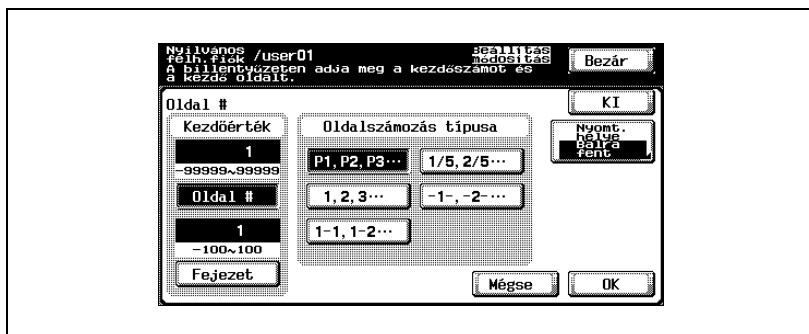 Nyilvános félh.fiók /user01
Beállítás módosítás
Bezár
A billentyűzeten adja meg a kezdőszámot és
a kezdő oldalt.
Oldal #
KI
Kezdőérték
Oldalszámozás típusa
Nyomt. helye
Balra fent
1
-99999~99999
P1, P2, P3⋯
1/5, 2/5⋯
Oldal #
1, 2, 3⋯
-1-, -2-⋯
1
-100~100
1-1, 1-2⋯
Fejezet
Mégse
OK